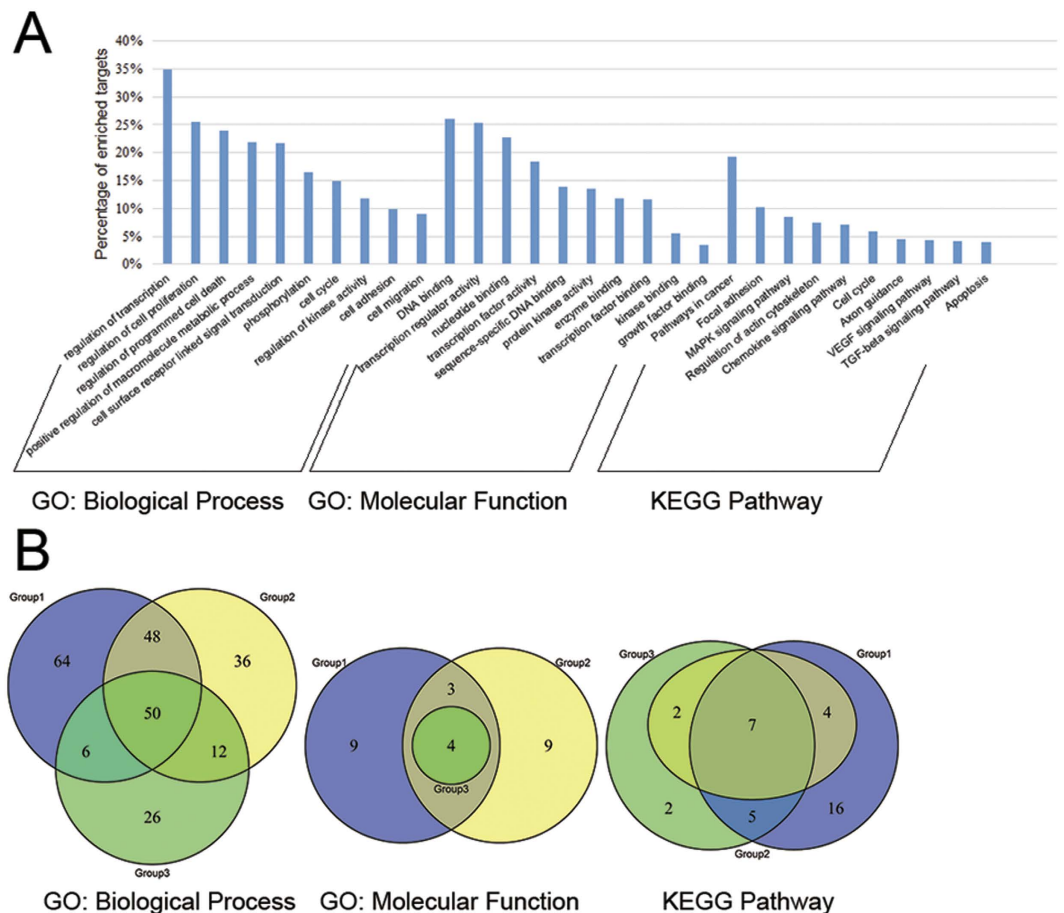 A
Percentage of enriched targets
40%
35%
30%
25%
20%
15%
10%
5%
0%
regulation of transcription
regulation of cell proliferation
regulation of programmed cell death
positive regulation of macromolecule metabolic process
cell surface receptor linked signal transduction
phosphorylation
cell cycle
regulation of kinase activity
cell adhesion
cell migration
DNA binding
transcription regulator activity
nucleotide binding
transcription factor activity
sequence-specific DNA binding
protein kinase activity
enzyme binding
transcription factor binding
kinase binding
growth factor binding
Pathways in cancer
Focal adhesion
MAPK signaling pathway
Regulation of actin cytoskeleton
Chemokine signaling pathway
Cell cycle
Axon guidance
VEGF signaling pathway
TGF-beta signaling pathway
Apoptosis
GO: Biological Process
GO: Molecular Function
KEGG Pathway
B
Group1
Group2
64
48
36
50
6
12
26
Group3
GO: Biological Process
Group1
Group2
3
9
4
9
Group3
GO: Molecular Function
Group3
Group1
2
7
4
2
5
16
Group2
KEGG Pathway